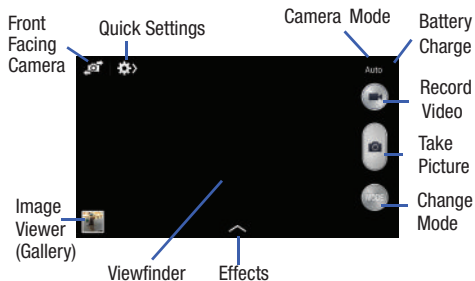 Front
Facing
Camera
Quick Settings
Camera Mode
Battery
Charge
Auto
Record
Video
Take
Picture
MODE
Change
Mode
Image
Viewer
(Gallery)
Viewfinder
Effects